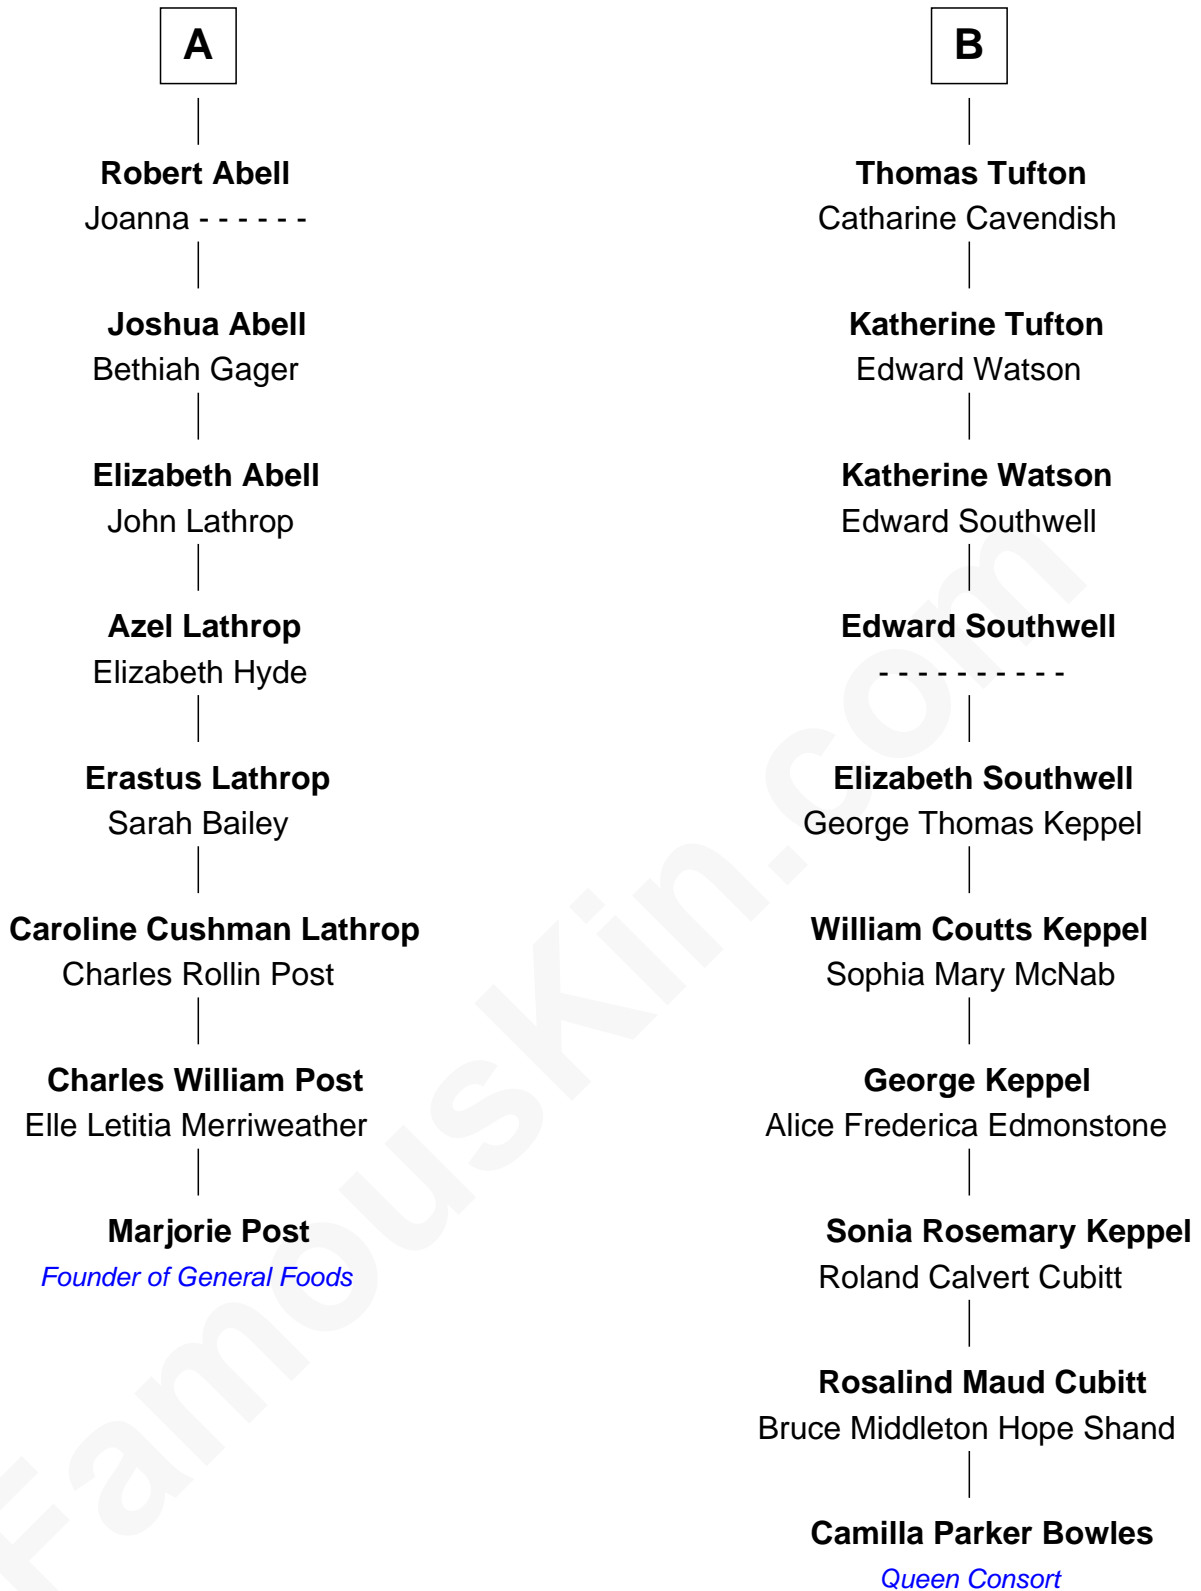 A
Robert Abell
Joanna - - - - - -
Joshua Abell
Bethiah Gager
Elizabeth Abell
John Lathrop
Azel Lathrop
Elizabeth Hyde
Erastus Lathrop
Sarah Bailey
Caroline Cushman Lathrop
Charles Rollin Post
Charles William Post
Elle Letitia Merriweather
Marjorie Post
Founder of General Foods
B
Thomas Tufton
Catharine Cavendish
Katherine Tufton
Edward Watson
Katherine Watson
Edward Southwell
Edward Southwell
- - - - - - - - - -
Elizabeth Southwell
George Thomas Keppel
William Coutts Keppel
Sophia Mary McNab
George Keppel
Alice Frederica Edmonstone
Sonia Rosemary Keppel
Roland Calvert Cubitt
Rosalind Maud Cubitt
Bruce Middleton Hope Shand
Camilla Parker Bowles
Queen Consort
FamousKin.com